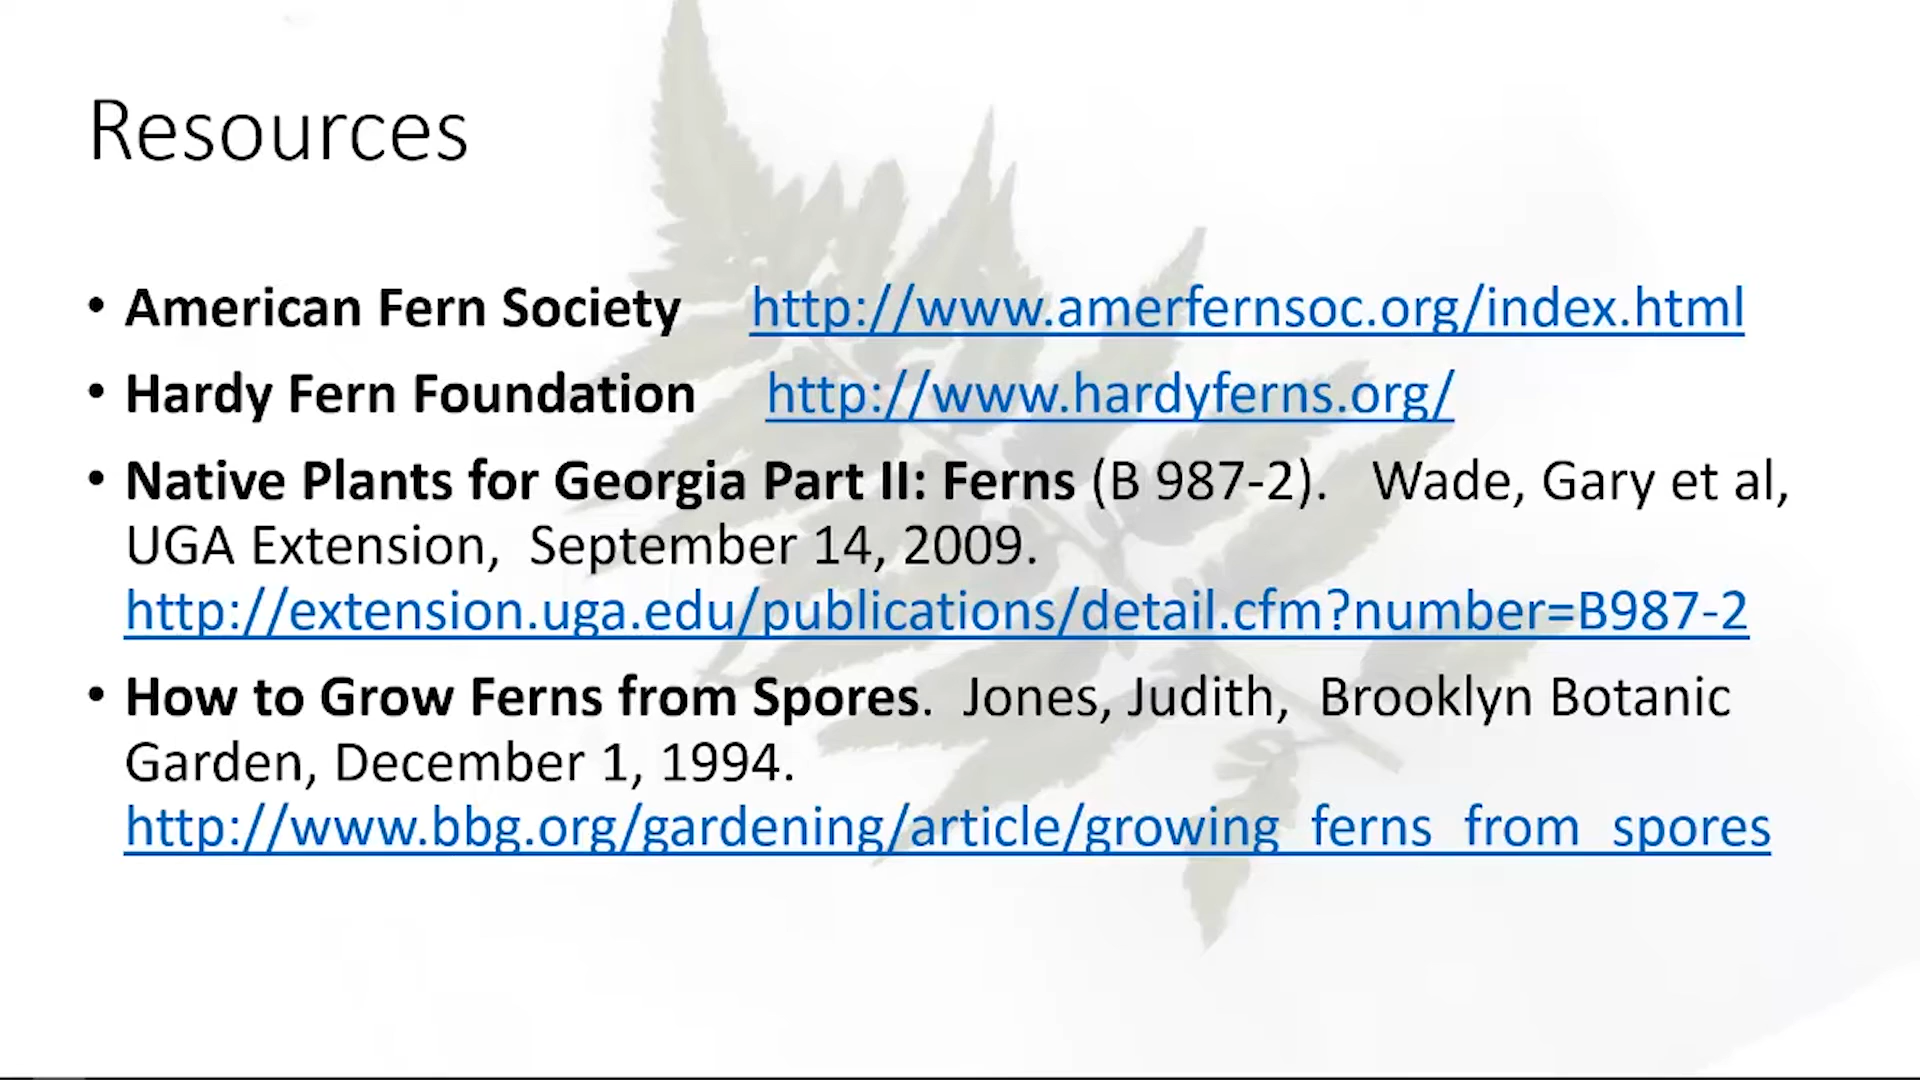 Resources
• American Fern Society http://www.amerfernsoc.org/index.html
• Hardy Fern Foundation http://www.hardyferns.org/
• Native Plants for Georgia Part II: Ferns (B 987-2). Wade, Gary et al,
UGA Extension, September 14, 2009.
http://extension.uga.edu/publications/detail.cfm?number=B987-2
• How to Grow Ferns from Spores. Jones, Judith, Brooklyn Botanic
Garden, December 1, 1994.
http://www.bbg.org/gardening/article/growing_ferns_from_spores